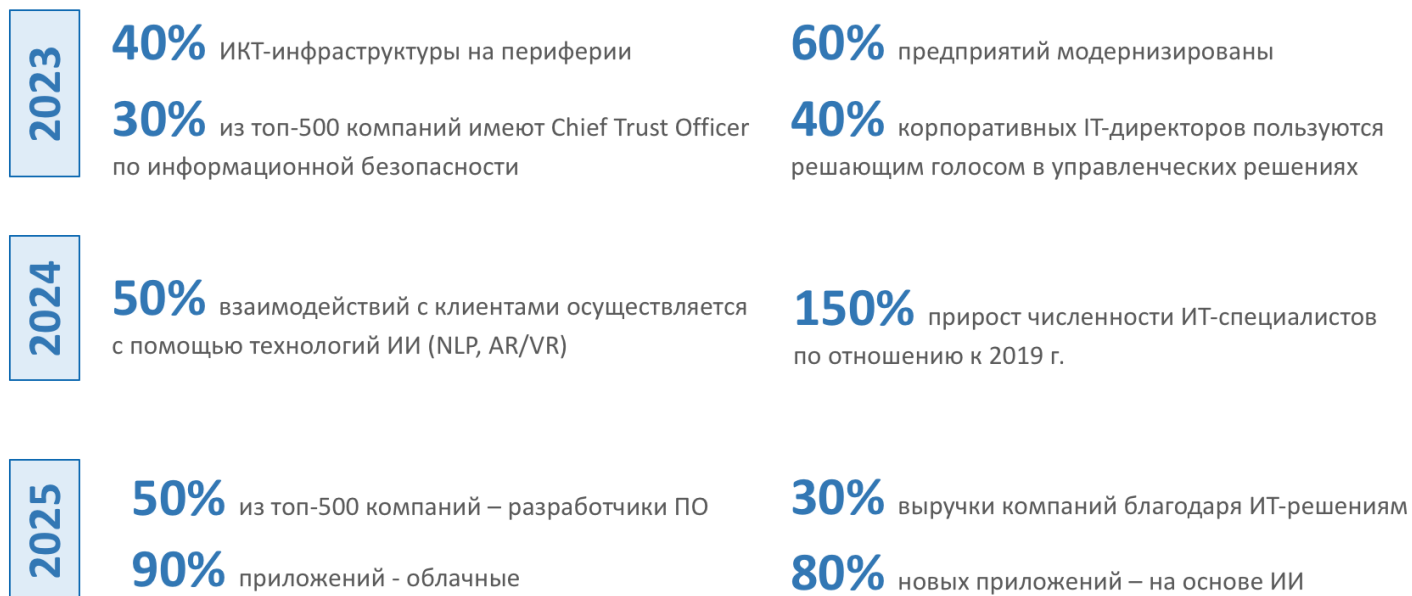 2023
40% ИКТ-инфраструктуры на периферии
30% из топ-500 компаний имеют Chief Trust Officer
по информационной безопасности
60% предприятий модернизированы
40% корпоративных IT-директоров пользуются
решающим голосом в управленческих решениях
2024
50% взаимодействий с клиентами осуществляется
с помощью технологий ИИ (NLP, AR/VR)
150% прирост численности ИТ-специалистов
по отношению к 2019 г.
2025
50% из топ-500 компаний – разработчики ПО
90% приложений - облачные
30% выручки компаний благодаря ИТ-решениям
80% новых приложений – на основе ИИ